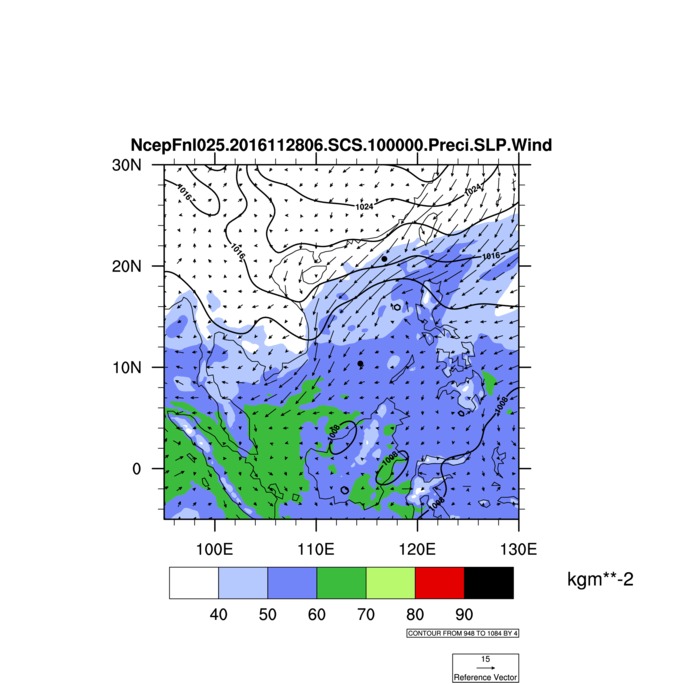 NcepFnl025.2016112806.SCS.100000.Preci.SLP.Wind
30N
1016
1024
1024
1016
1016
20N
10N
1008
1008
1008
0
1008
100E
110E
120E
130E
kgm**-2
40
50
60
70
80
90
CONTOUR FROM 948 TO 1084 BY 4
15
Reference Vector